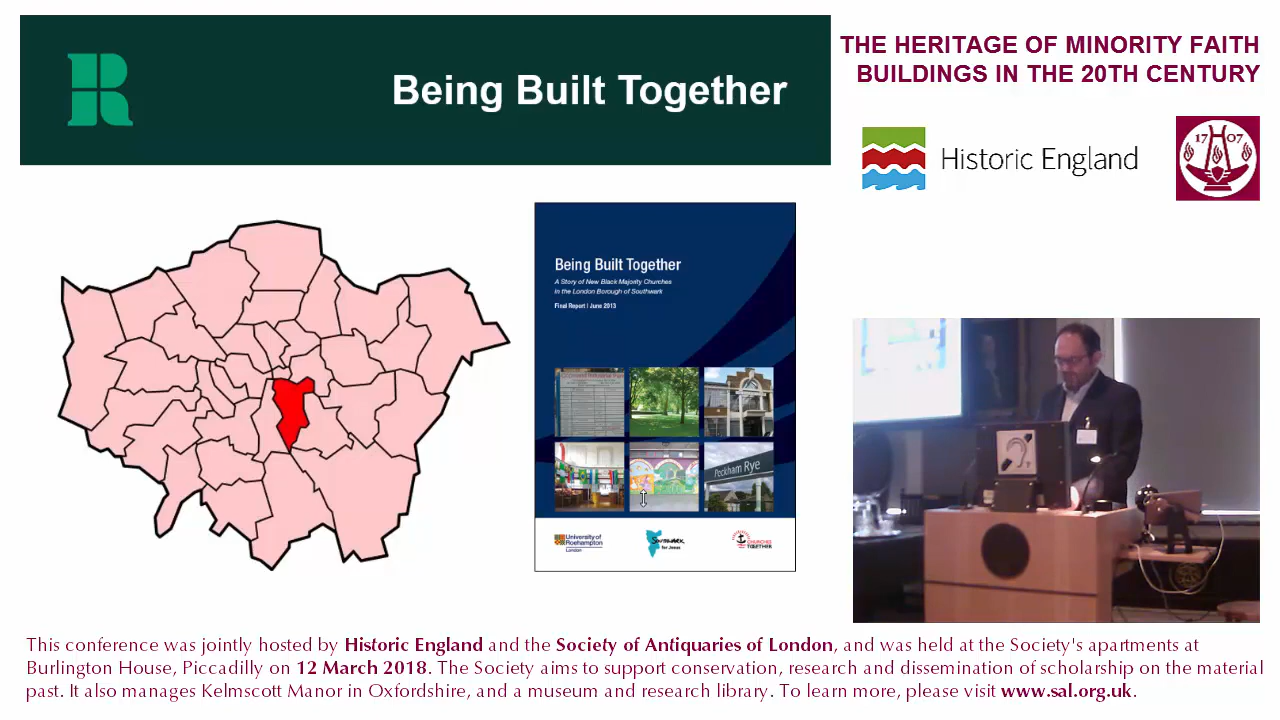 Being Built Together
THE HERITAGE OF MINORITY FAITH
BUILDINGS IN THE 20TH CENTURY
Historic England
17 07
Being Built Together
A Story of New Black Majority Churches
in the London Borough of Southwark
Final Report | June 2013
Peckham Rye
University of
Roehampton
London
Southwark
for Jesus
CHURCHES
TOGETHER
This conference was jointly hosted by Historic England and the Society of Antiquaries of London, and was held at the Society's apartments at
Burlington House, Piccadilly on 12 March 2018. The Society aims to support conservation, research and dissemination of scholarship on the material
past. It also manages Kelmscott Manor in Oxfordshire, and a museum and research library. To learn more, please visit www.sal.org.uk.